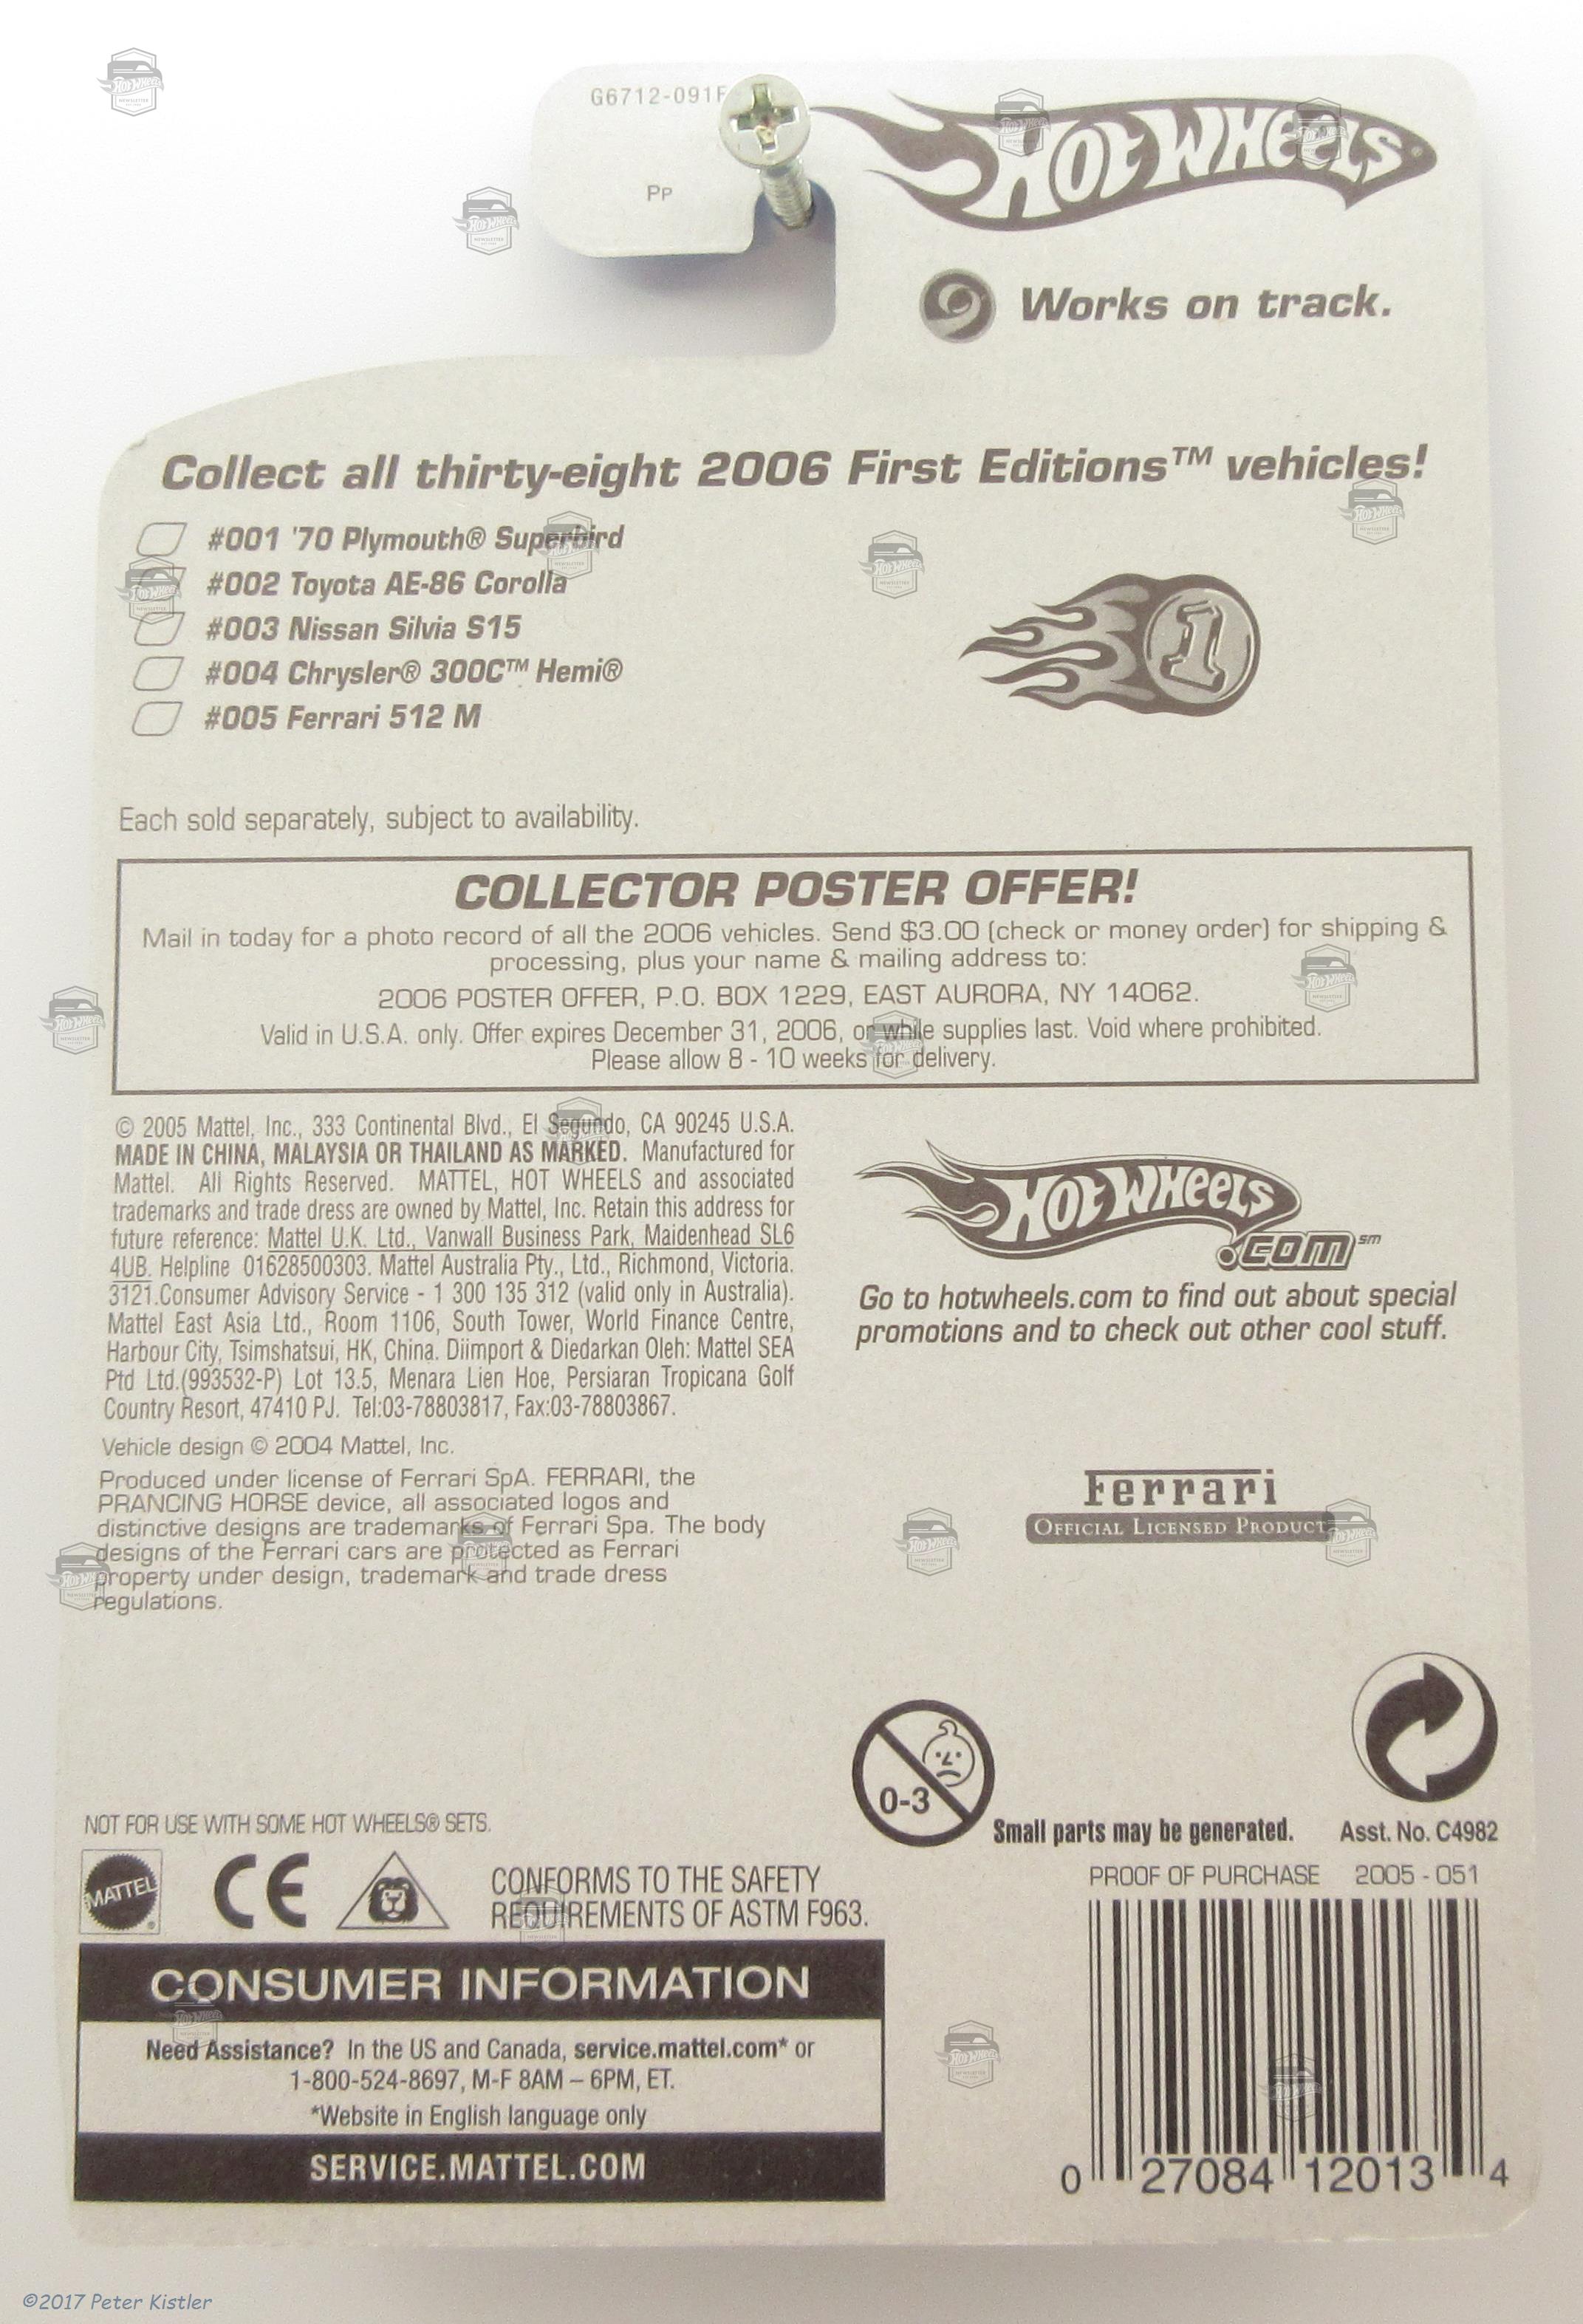 G6712-091F
Pp
HOT WHEELS®
Works on track.
Collect all thirty-eight 2006 First Editions™ vehicles!
#001 '70 Plymouth® Superbird
#002 Toyota AE-86 Corolla
#003 Nissan Silvia S15
#004 Chrysler® 300C™ Hemi®
#005 Ferrari 512 M
1
Each sold separately, subject to availability.
COLLECTOR POSTER OFFER!
Mail in today for a photo record of all the 2006 vehicles. Send $3.00 (check or money order) for shipping &
processing, plus your name & mailing address to:
2006 POSTER OFFER, P.O. BOX 1229, EAST AURORA, NY 14062.
Valid in U.S.A. only. Offer expires December 31, 2006, or while supplies last. Void where prohibited.
Please allow 8 - 10 weeks for delivery.
© 2005 Mattel, Inc., 333 Continental Blvd., El Segundo, CA 90245 U.S.A.
MADE IN CHINA, MALAYSIA OR THAILAND AS MARKED. Manufactured for
Mattel. All Rights Reserved. MATTEL, HOT WHEELS and associated
trademarks and trade dress are owned by Mattel, Inc. Retain this address for
future reference: Mattel U.K. Ltd., Vanwall Business Park, Maidenhead SL6
4UB. Helpline 01628500303. Mattel Australia Pty., Ltd., Richmond, Victoria.
3121.Consumer Advisory Service - 1 300 135 312 (valid only in Australia).
Mattel East Asia Ltd., Room 1106, South Tower, World Finance Centre,
Harbour City, Tsimshatsui, HK, China. Diimport & Diedarkan Oleh: Mattel SEA
Ptd Ltd.(993532-P) Lot 13.5, Menara Lien Hoe, Persiaran Tropicana Golf
Country Resort, 47410 PJ. Tel:03-78803817, Fax:03-78803867.
Vehicle design © 2004 Mattel, Inc.
Produced under license of Ferrari SpA. FERRARI, the
PRANCING HORSE device, all associated logos and
distinctive designs are trademarks of Ferrari Spa. The body
designs of the Ferrari cars are protected as Ferrari
property under design, trademark and trade dress
regulations.
HOT WHEELS
.COM℠
Go to hotwheels.com to find out about special
promotions and to check out other cool stuff.
Ferrari
OFFICIAL LICENSED PRODUCT
0-3
Small parts may be generated.
Asst. No. C4982
NOT FOR USE WITH SOME HOT WHEELS® SETS.
MATTEL®
CE
CONFORMS TO THE SAFETY
REQUIREMENTS OF ASTM F963.
PROOF OF PURCHASE 2005 - 051
0 27084 12013 4
CONSUMER INFORMATION
Need Assistance? In the US and Canada, service.mattel.com* or
1-800-524-8697, M-F 8AM – 6PM, ET.
*Website in English language only
SERVICE.MATTEL.COM
©2017 Peter Kistler